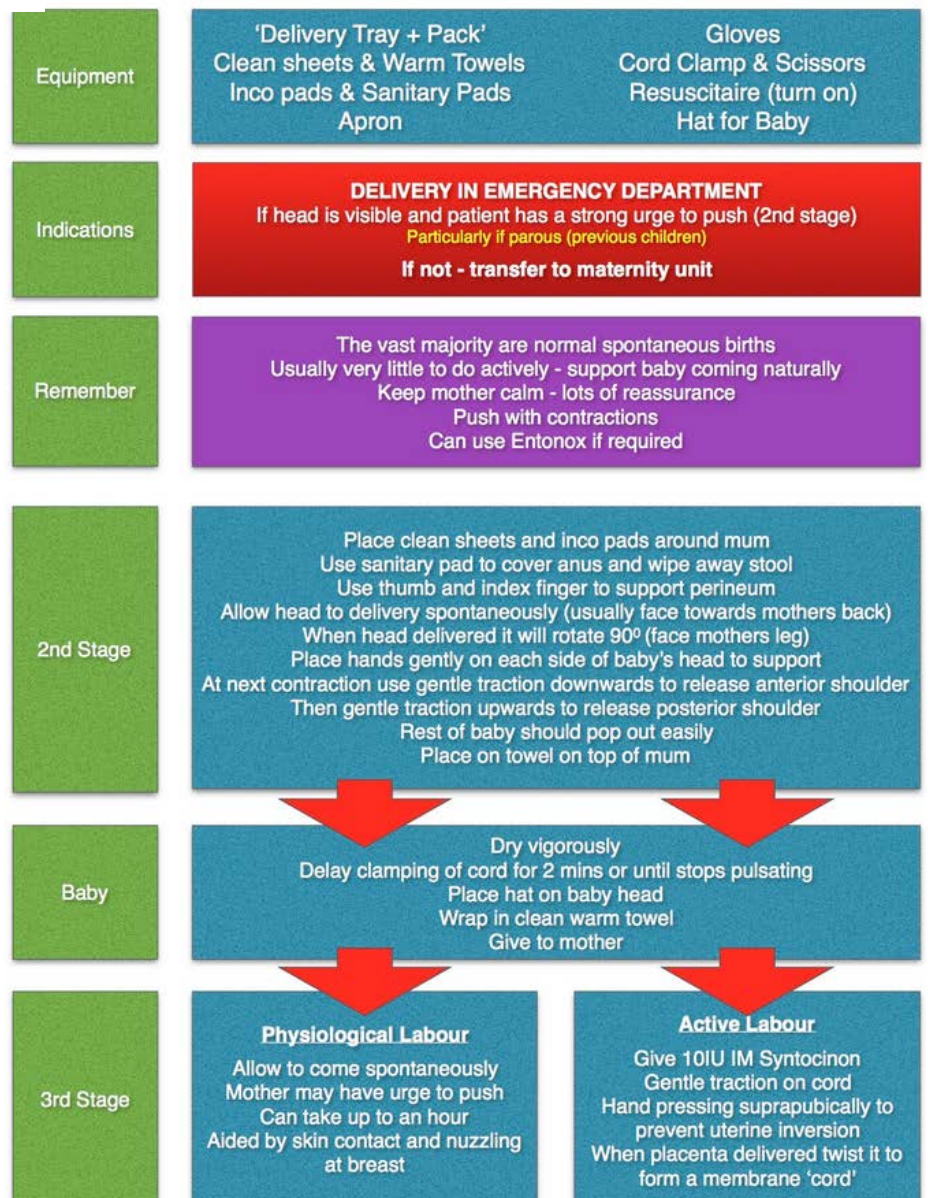 Equipment
'Delivery Tray + Pack'
Clean sheets & Warm Towels
Inco pads & Sanitary Pads
Apron
Gloves
Cord Clamp & Scissors
Resuscitaire (turn on)
Hat for Baby
Indications
DELIVERY IN EMERGENCY DEPARTMENT
If head is visible and patient has a strong urge to push (2nd stage)
Particularly if parous (previous children)
If not - transfer to maternity unit
Remember
The vast majority are normal spontaneous births
Usually very little to do actively - support baby coming naturally
Keep mother calm - lots of reassurance
Push with contractions
Can use Entonox if required
2nd Stage
Place clean sheets and inco pads around mum
Use sanitary pad to cover anus and wipe away stool
Use thumb and index finger to support perineum
Allow head to delivery spontaneously (usually face towards mothers back)
When head delivered it will rotate 90º (face mothers leg)
Place hands gently on each side of baby's head to support
At next contraction use gentle traction downwards to release anterior shoulder
Then gentle traction upwards to release posterior shoulder
Rest of baby should pop out easily
Place on towel on top of mum
Baby
Dry vigorously
Delay clamping of cord for 2 mins or until stops pulsating
Place hat on baby head
Wrap in clean warm towel
Give to mother
3rd Stage
Physiological Labour
Allow to come spontaneously
Mother may have urge to push
Can take up to an hour
Aided by skin contact and nuzzling
at breast
Active Labour
Give 10IU IM Syntocinon
Gentle traction on cord
Hand pressing suprapubically to
prevent uterine inversion
When placenta delivered twist it to
form a membrane 'cord'